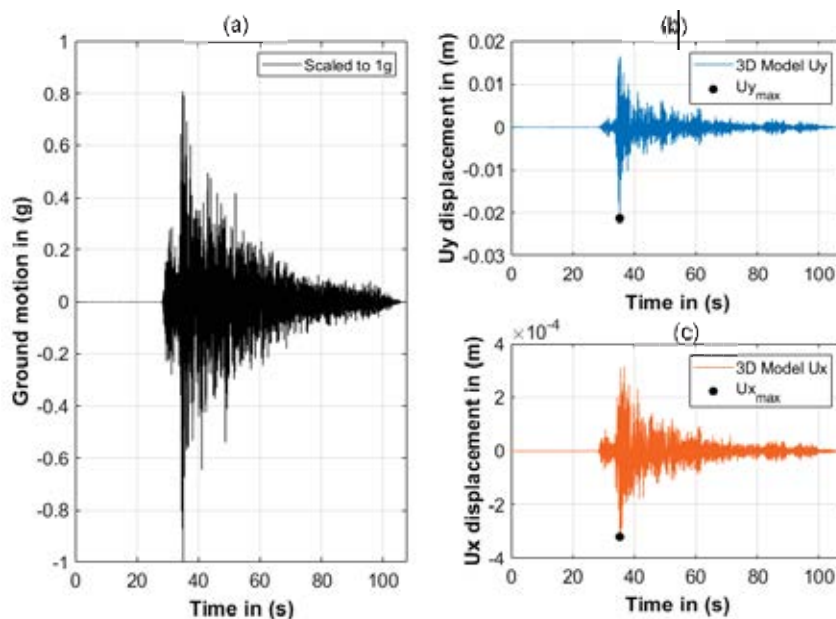 (a)
Scaled to 1g
1
0.8
0.6
0.4
0.2
0
-0.2
-0.4
-0.6
-0.8
-1
Ground motion in (g)
0 20 40 60 80 100
Time in (s)
(b)
3D Model Uy
Uymax
0.02
0.01
0
-0.01
-0.02
-0.03
Uy displacement in (m)
0 20 40 60 80 100
Time in (s)
×10-4
(c)
3D Model Ux
Uxmax
4
2
0
-2
-4
Ux displacement in (m)
0 20 40 60 80 100
Time in (s)